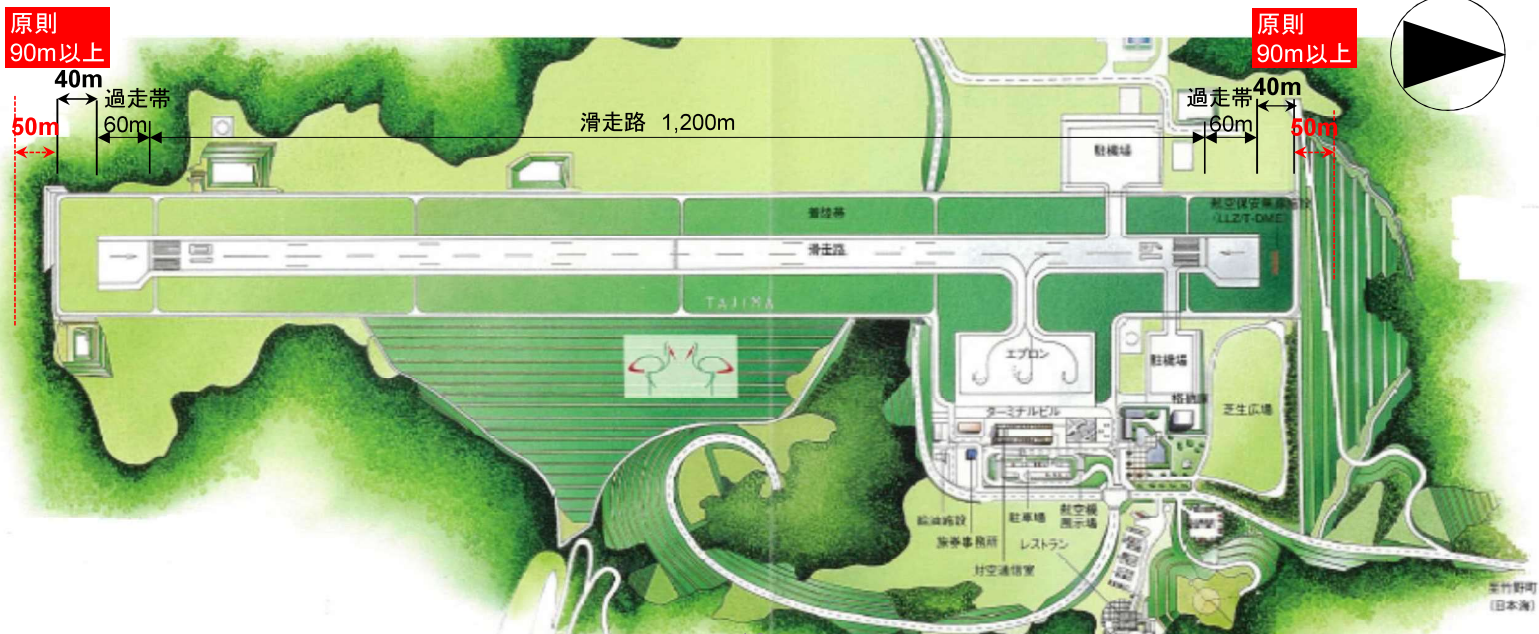 原則
90m以上
40m
過走帯
60m
50m
滑走路 1,200m
原則
90m以上
過走帯
40m
60m
50m
駐機場
着陸帯
航空保安無線施設
(LLZ/T-DME)
滑走路
TAJIMA
エプロン
駐機場
格納庫
芝生広場
ターミナルビル
給油施設
駐車場
航空機
展示場
旅客事務所
レストラン
対空通信室
至竹野町
(日本海)